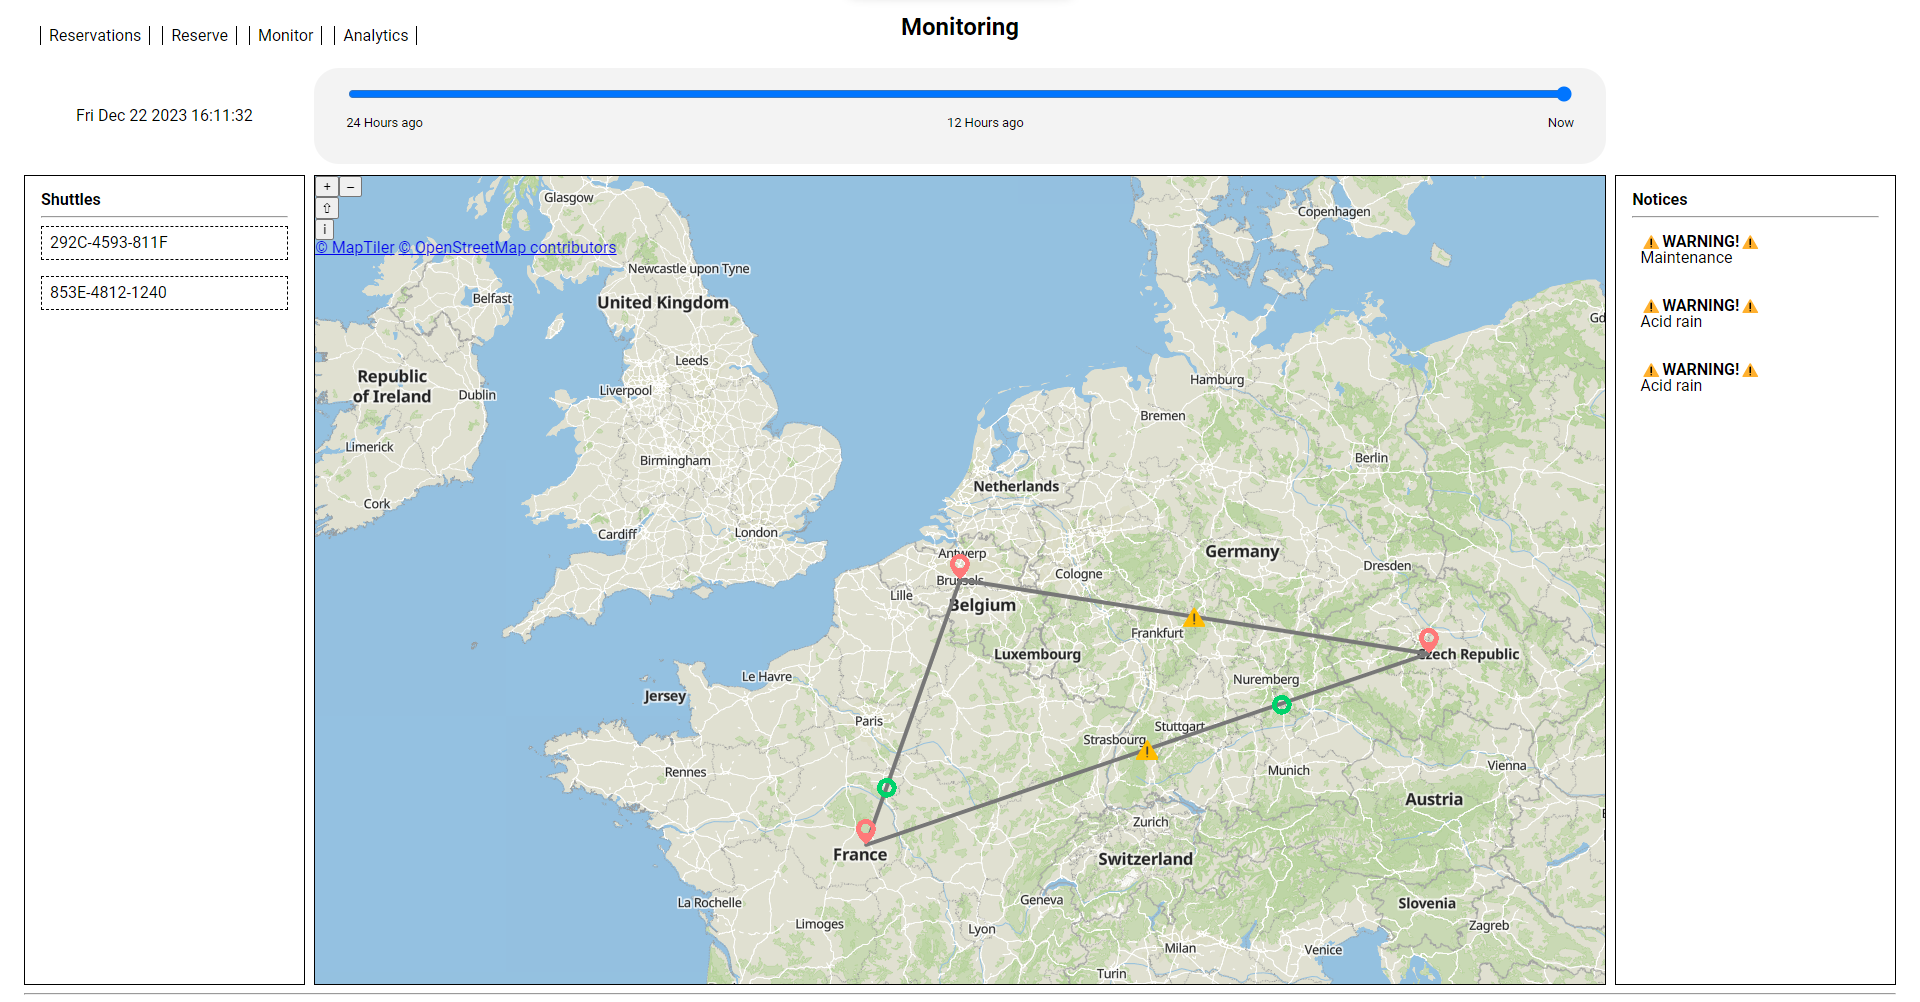 Monitoring
Reservations
Reserve
Monitor
Analytics
Fri Dec 22 2023 16:11:32
24 Hours ago
12 Hours ago
Now
Shuttles
292C-4593-811F
853E-4812-1240
+
–
⇧
i
© MapTiler © OpenStreetMap contributors
Glasgow
Copenhagen
Newcastle upon Tyne
Belfast
United Kingdom
Gd
Leeds
Republic
of Ireland
Liverpool
Dublin
Hamburg
Bremen
Limerick
Birmingham
Berlin
Netherlands
Cork
Cardiff
London
Antwerp
Germany
Dresden
Cologne
Brussels
Lille
Belgium
Frankfurt
Luxembourg
Czech Republic
Le Havre
Nuremberg
Jersey
Paris
Stuttgart
Strasbourg
Rennes
Munich
Vienna
Austria
Zurich
France
Switzerland
La Rochelle
Geneva
Slovenia
Limoges
Lyon
Zagreb
Milan
Venice
Turin
Notices
⚠ WARNING! ⚠
Maintenance
⚠ WARNING! ⚠
Acid rain
⚠ WARNING! ⚠
Acid rain